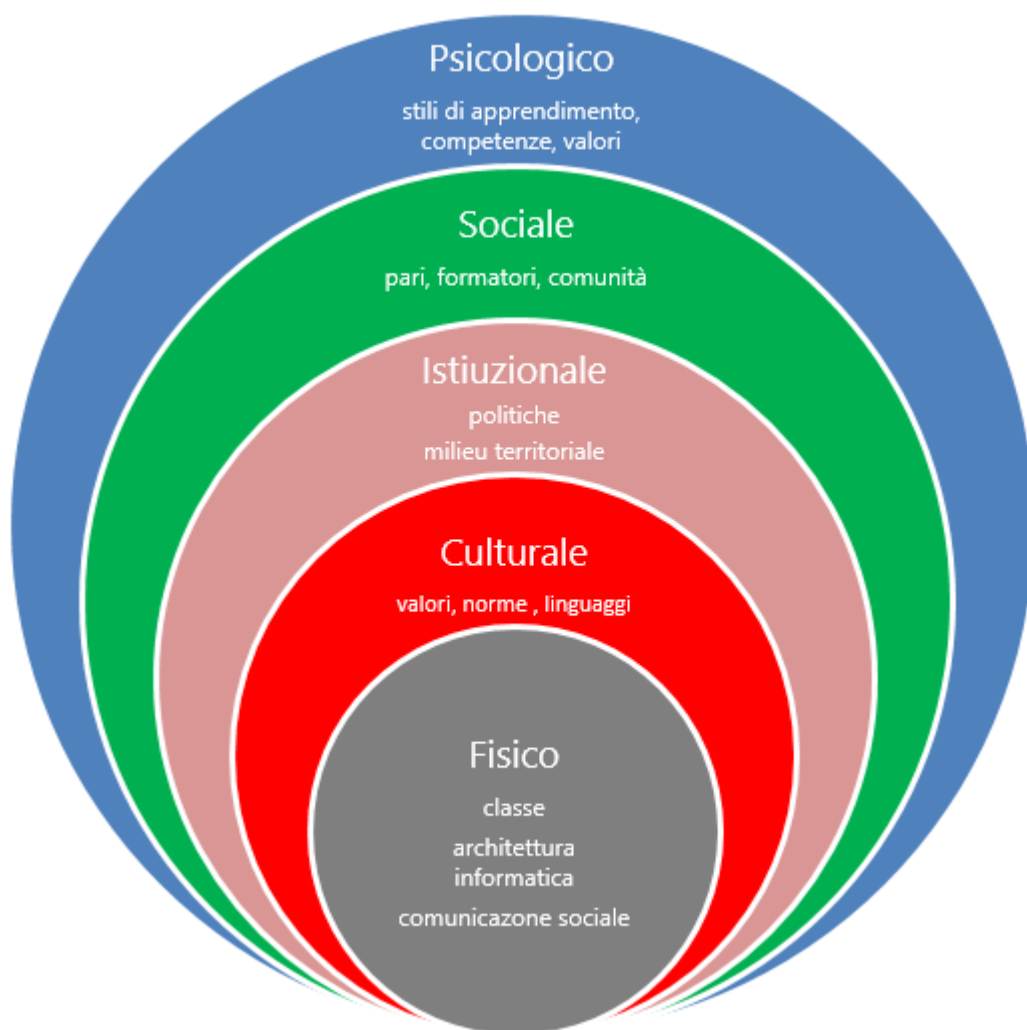 Psicologico
stili di apprendimento,
competenze, valori
Sociale
pari, formatori, comunità
Istiuzionale
politiche
milieu territoriale
Culturale
valori, norme , linguaggi
Fisico
classe
architettura
informatica
comunicazone sociale